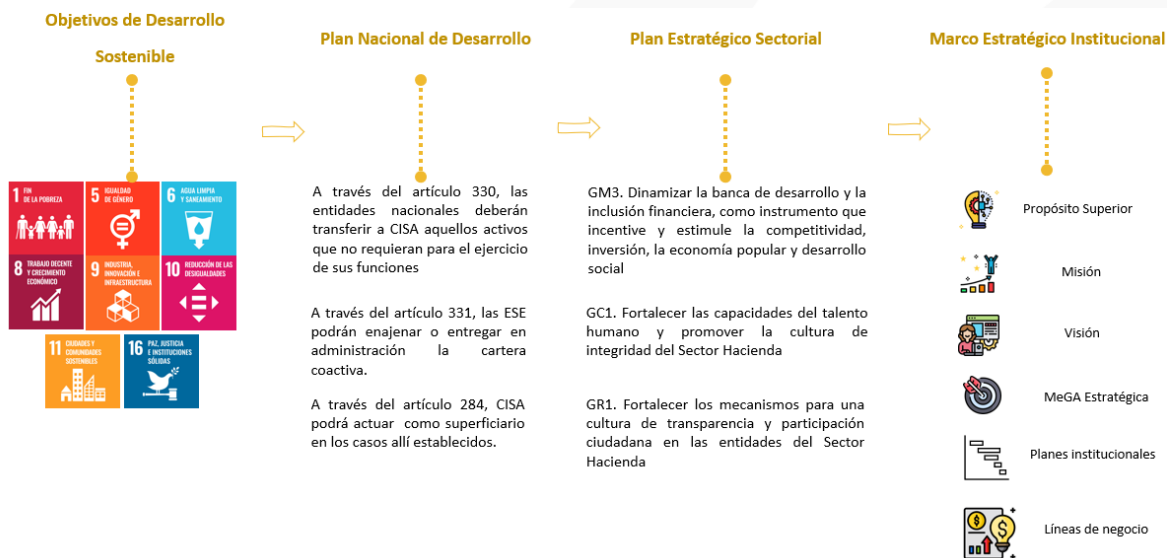 Objetivos de Desarrollo
Sostenible
1 FIN
DE LA POBREZA
5 IGUALDAD
DE GÉNERO
6 AGUA LIMPIA
Y SANEAMIENTO
8 TRABAJO DECENTE
Y CRECIMIENTO
ECONÓMICO
9 INDUSTRIA,
INNOVACIÓN E
INFRAESTRUCTURA
10 REDUCCIÓN DE LAS
DESIGUALDADES
11 CIUDADES Y
COMUNIDADES
SOSTENIBLES
16 PAZ, JUSTICIA
E INSTITUCIONES
SÓLIDAS
Plan Nacional de Desarrollo
A través del artículo 330, las
entidades nacionales deberán
transferir a CISA aquellos activos
que no requieran para el ejercicio
de sus funciones
A través del artículo 331, las ESE
podrán enajenar o entregar en
administración la cartera
coactiva.
A través del artículo 284, CISA
podrá actuar como superficiario
en los casos allí establecidos.
Plan Estratégico Sectorial
GM3. Dinamizar la banca de desarrollo y la
inclusión financiera, como instrumento que
incentive y estimule la competitividad,
inversión, la economía popular y desarrollo
social
GC1. Fortalecer las capacidades del talento
humano y promover la cultura de
integridad del Sector Hacienda
GR1. Fortalecer los mecanismos para una
cultura de transparencia y participación
ciudadana en las entidades del Sector
Hacienda
Marco Estratégico Institucional
Propósito Superior
Misión
Visión
MeGA Estratégica
Planes institucionales
Líneas de negocio